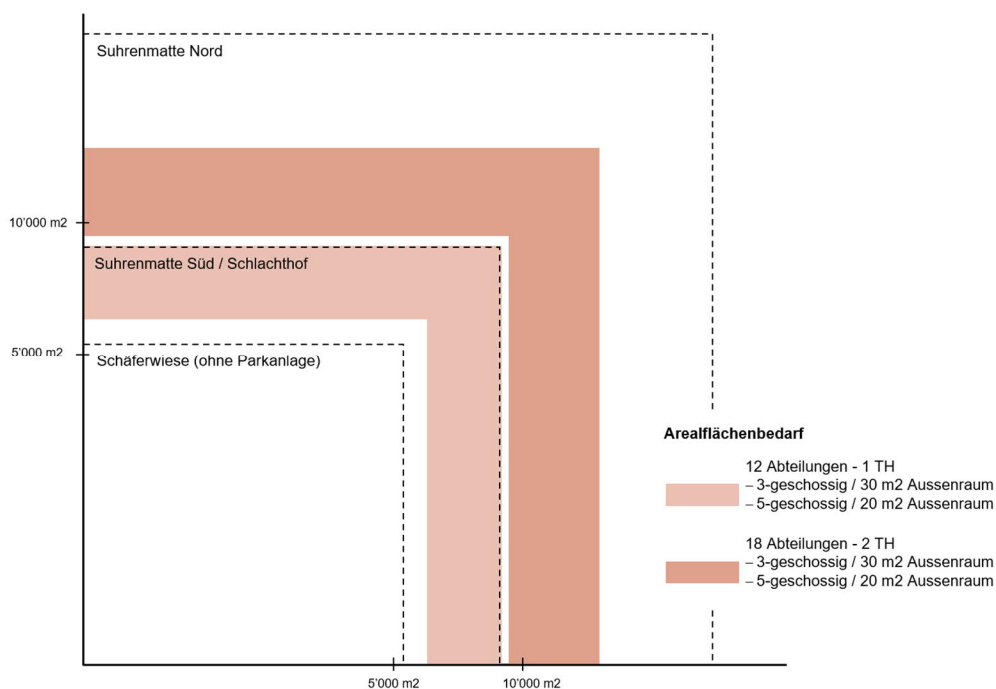 Suhrenmatte Nord
10'000 m2
Suhrenmatte Süd / Schlachthof
5'000 m2
Schäferwiese (ohne Parkanlage)
Arealflächenbedarf
12 Abteilungen - 1 TH
– 3-geschossig / 30 m2 Aussenraum
– 5-geschossig / 20 m2 Aussenraum
18 Abteilungen - 2 TH
– 3-geschossig / 30 m2 Aussenraum
– 5-geschossig / 20 m2 Aussenraum
5'000 m2
10'000 m2